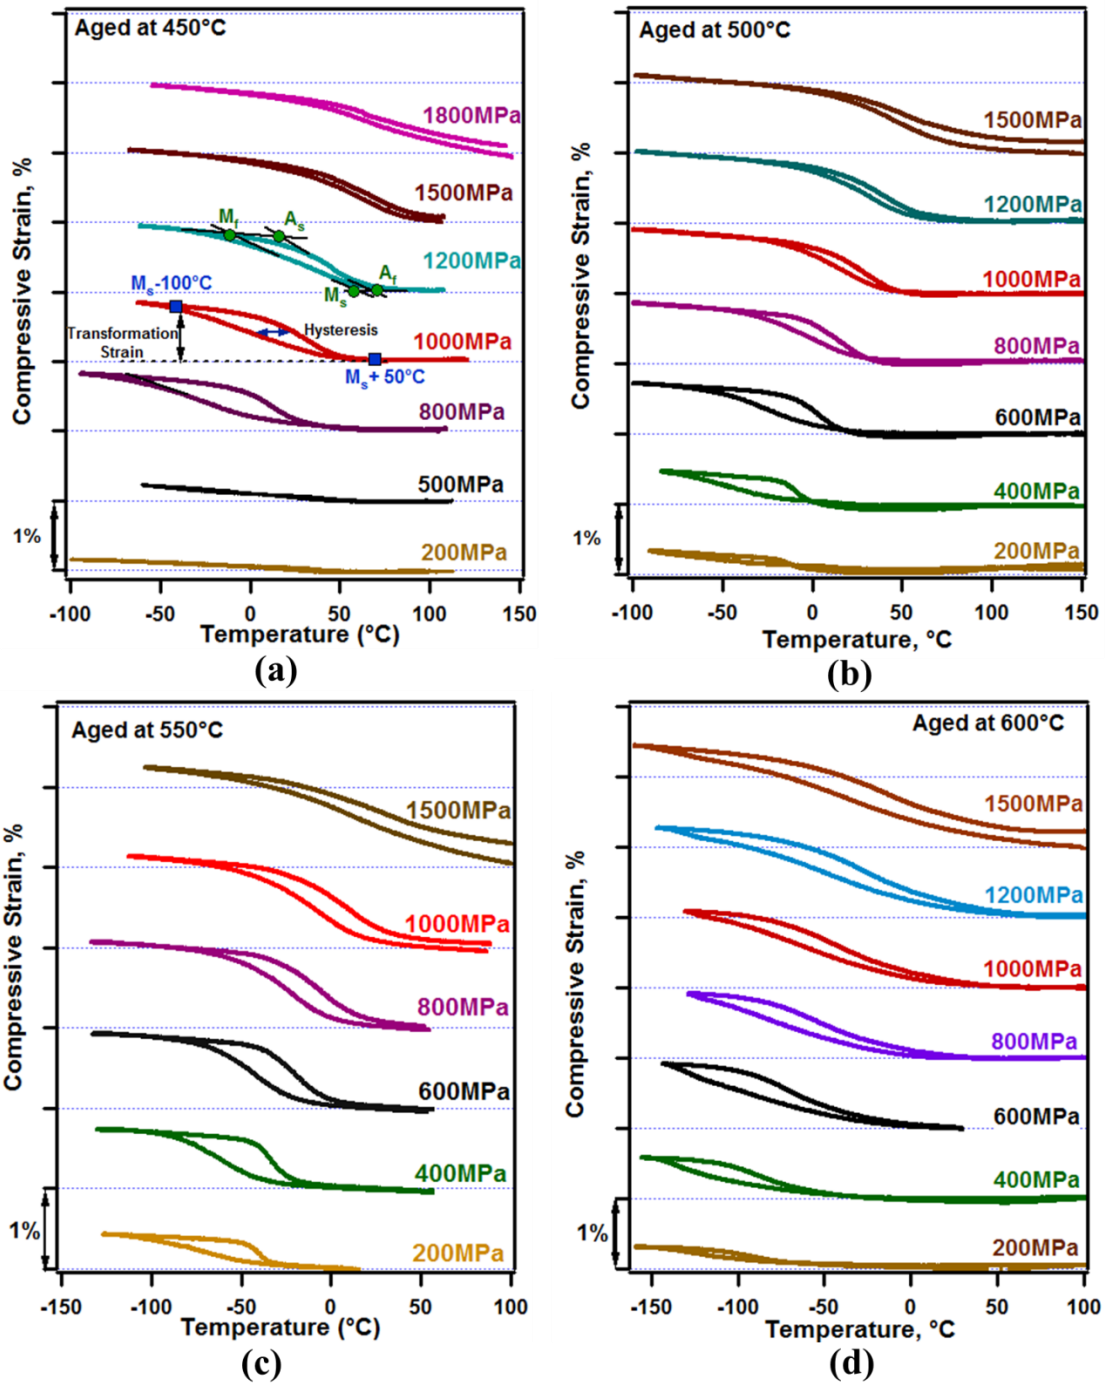 Aged at 450°C
Compressive Strain, %
1800MPa
1500MPa
Mf
As
1200MPa
Ms-100°C
Ms
Af
Transformation
Strain
Hysteresis
1000MPa
Ms+ 50°C
800MPa
500MPa
1%
200MPa
-100 -50 0 50 100 150
Temperature (°C)
(a)
Aged at 500°C
Compressive Strain, %
1500MPa
1200MPa
1000MPa
800MPa
600MPa
400MPa
1%
200MPa
-100 -50 0 50 100 150
Temperature, °C
(b)
Aged at 550°C
Compressive Strain, %
1500MPa
1000MPa
800MPa
600MPa
400MPa
1%
200MPa
-150 -100 -50 0 50 100
Temperature (°C)
(c)
Aged at 600°C
Compressive Strain, %
1500MPa
1200MPa
1000MPa
800MPa
600MPa
400MPa
1%
200MPa
-150 -100 -50 0 50 100
Temperature, °C
(d)